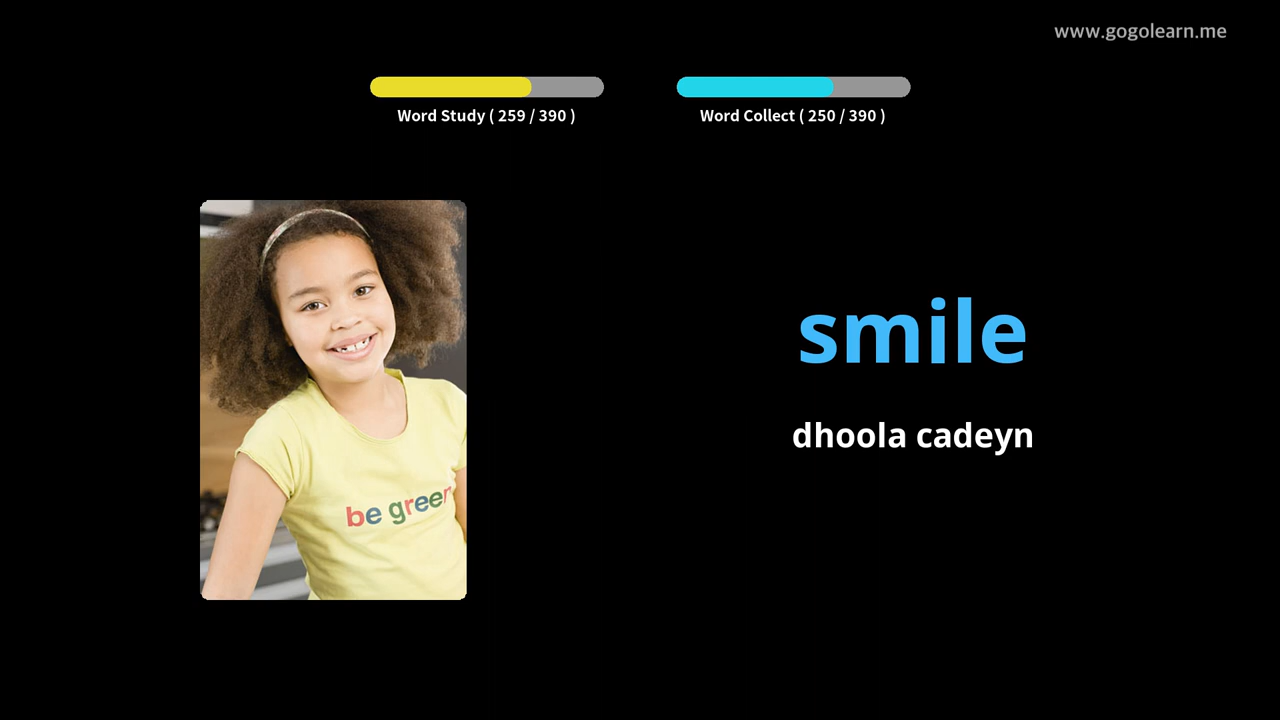 www.gogolearn.me
Word Study ( 259 / 390 )
Word Collect ( 250 / 390 )
smile
dhoola cadeyn
be green